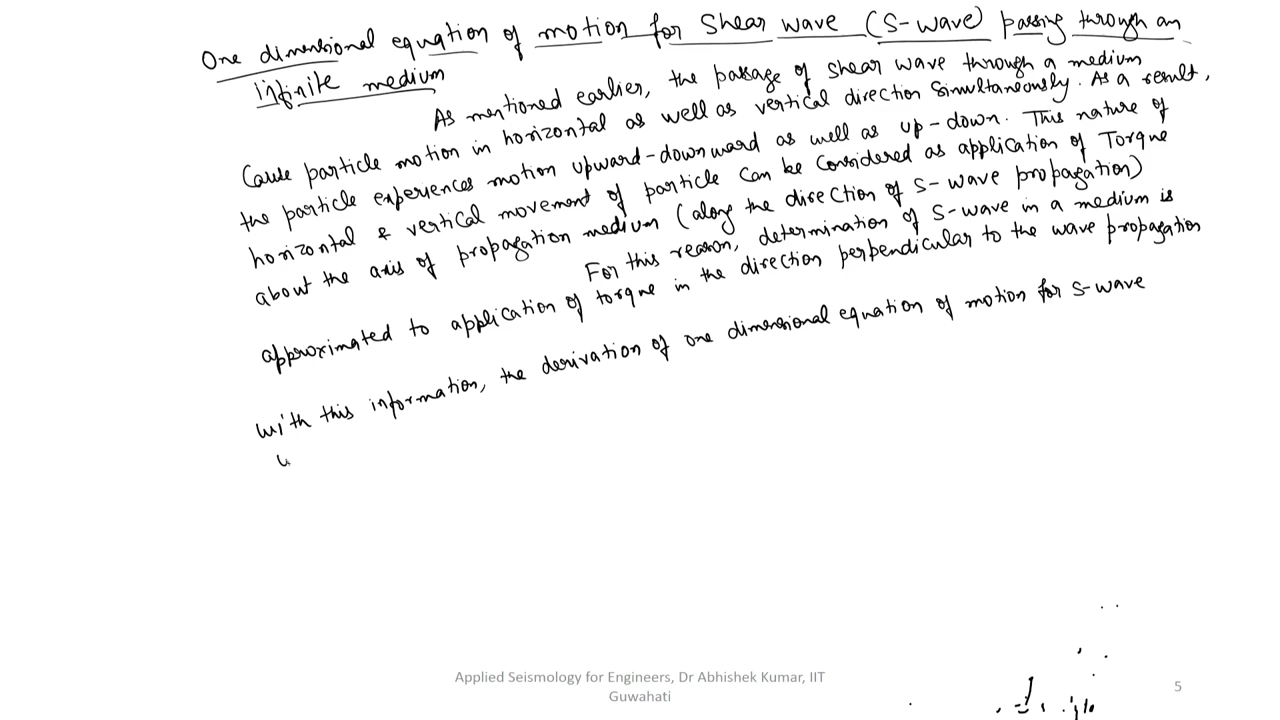 One dimensional equation of motion for Shear wave (S-wave) passing through an
infinite medium
As mentioned earlier, the passage of shear wave through a medium
Cause particle motion in horizontal as well as vertical direction simultaneously. As a result,
the particle experiences motion upward-downward as well as up-down. This nature of
horizontal & vertical movement of particle can be considered as application of Torque
about the axis of propagation medium (along the direction of S-wave propagation)
For this reason, determination of S-wave in a medium is
approximated to application of torque in the direction perpendicular to the wave propagation
With this information, the derivation of one dimensional equation of motion for S-wave
Applied Seismology for Engineers, Dr Abhishek Kumar, IIT
Guwahati
5